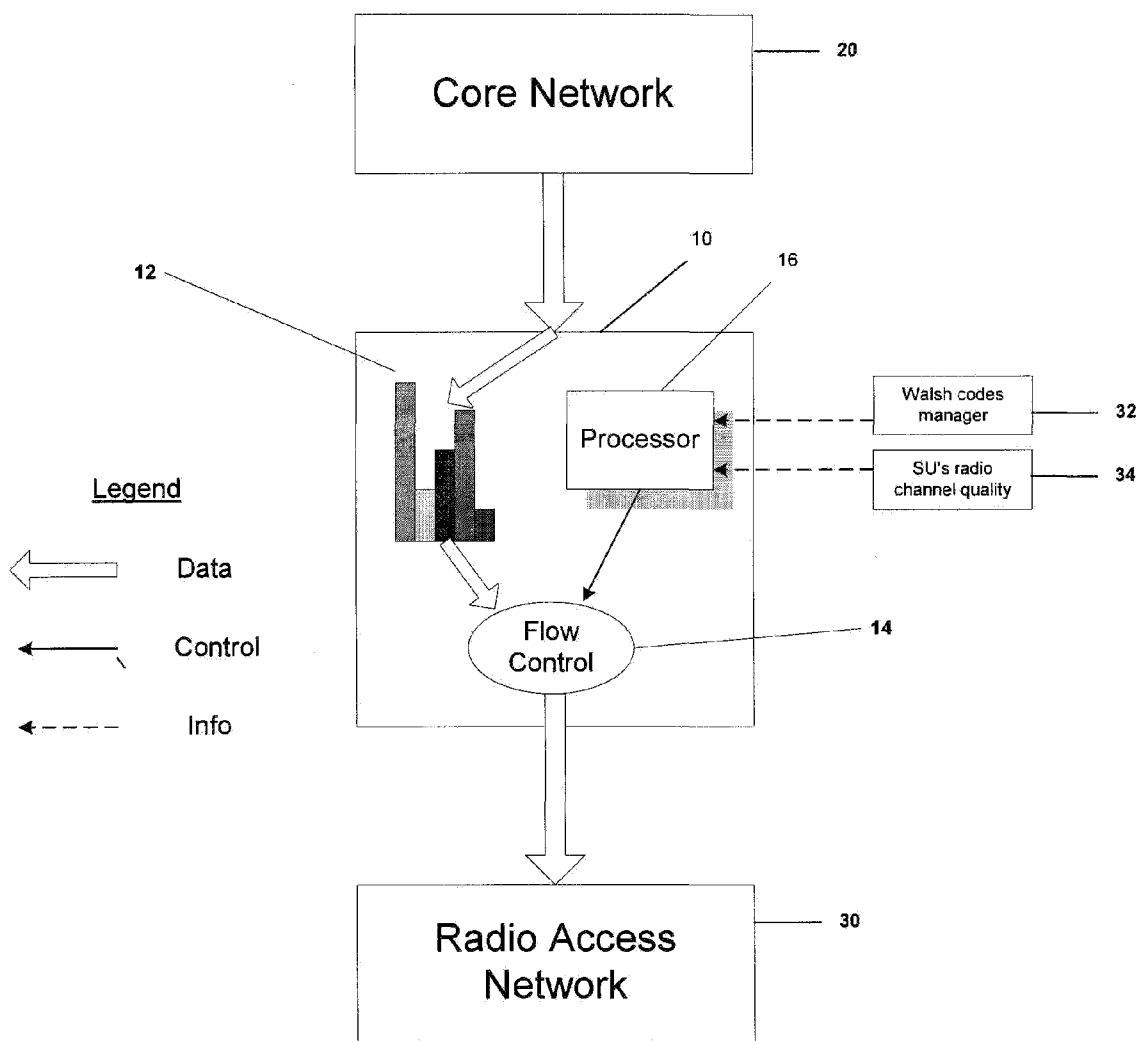 20
Core Network
10
16
12
Walsh codes
manager
32
Processor
SU's radio
channel quality
34
Legend
Data
Flow
Control
14
Control
Info
30
Radio Access
Network